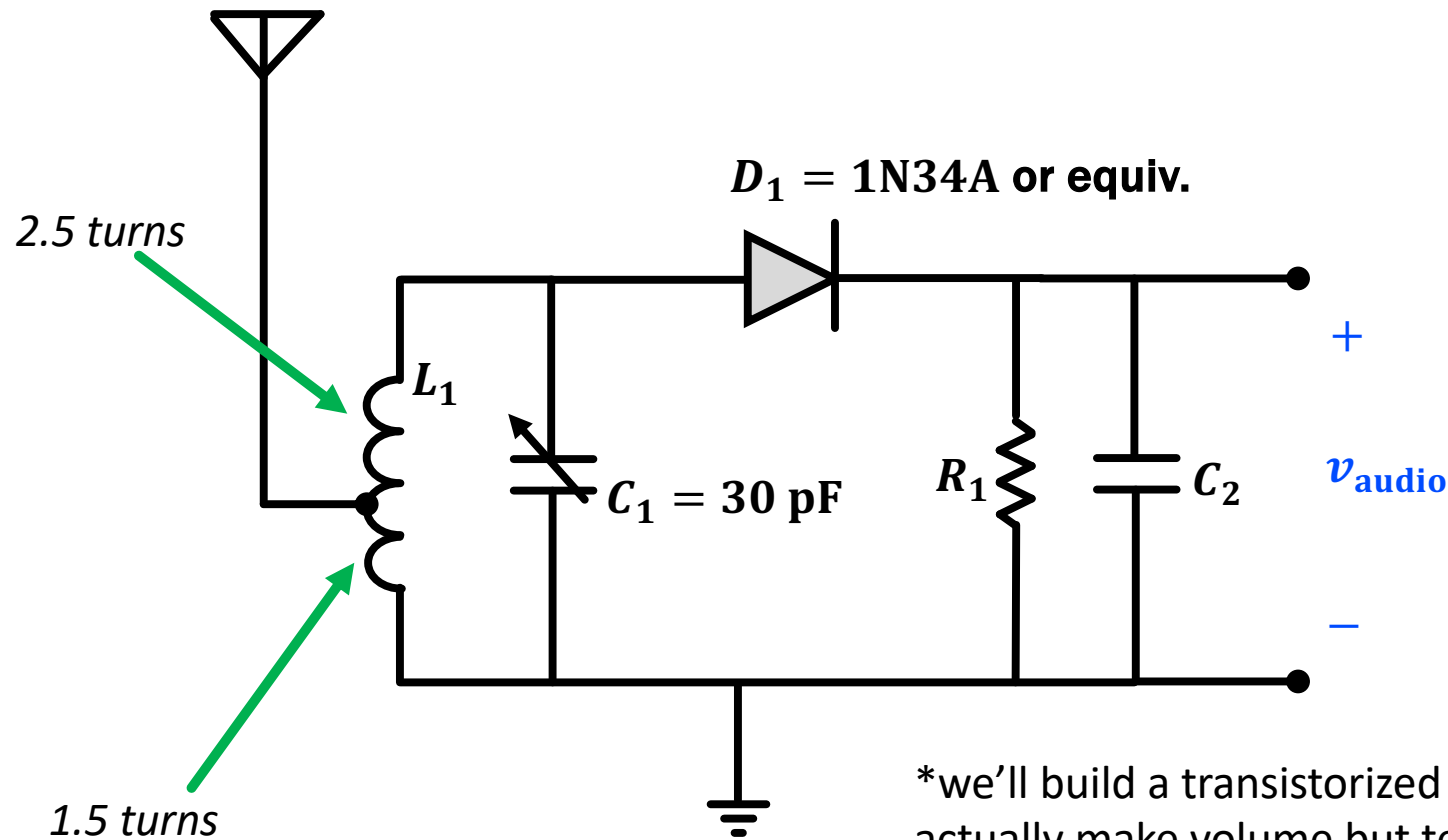 D₁ = 1N34A or equiv.
2.5 turns
L₁
+
C₁ = 30 pF
R₁
C₂
v_audio
−
1.5 turns
*we’ll build a transistorized
actually make volume but